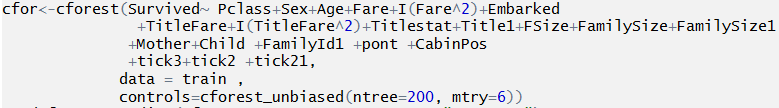 cfor<-cforest(Survived~ Pclass+Sex+Age+Fare+I(Fare^2)+Embarked
+TitleFare+I(TitleFare^2)+Titlestat+Title1+FSize+FamilySize+FamilySize1
+Mother+Child +FamilyId1 +pont +CabinPos
+tick3+tick2 +tick21,
data = train ,
controls=cforest_unbiased(ntree=200, mtry=6))